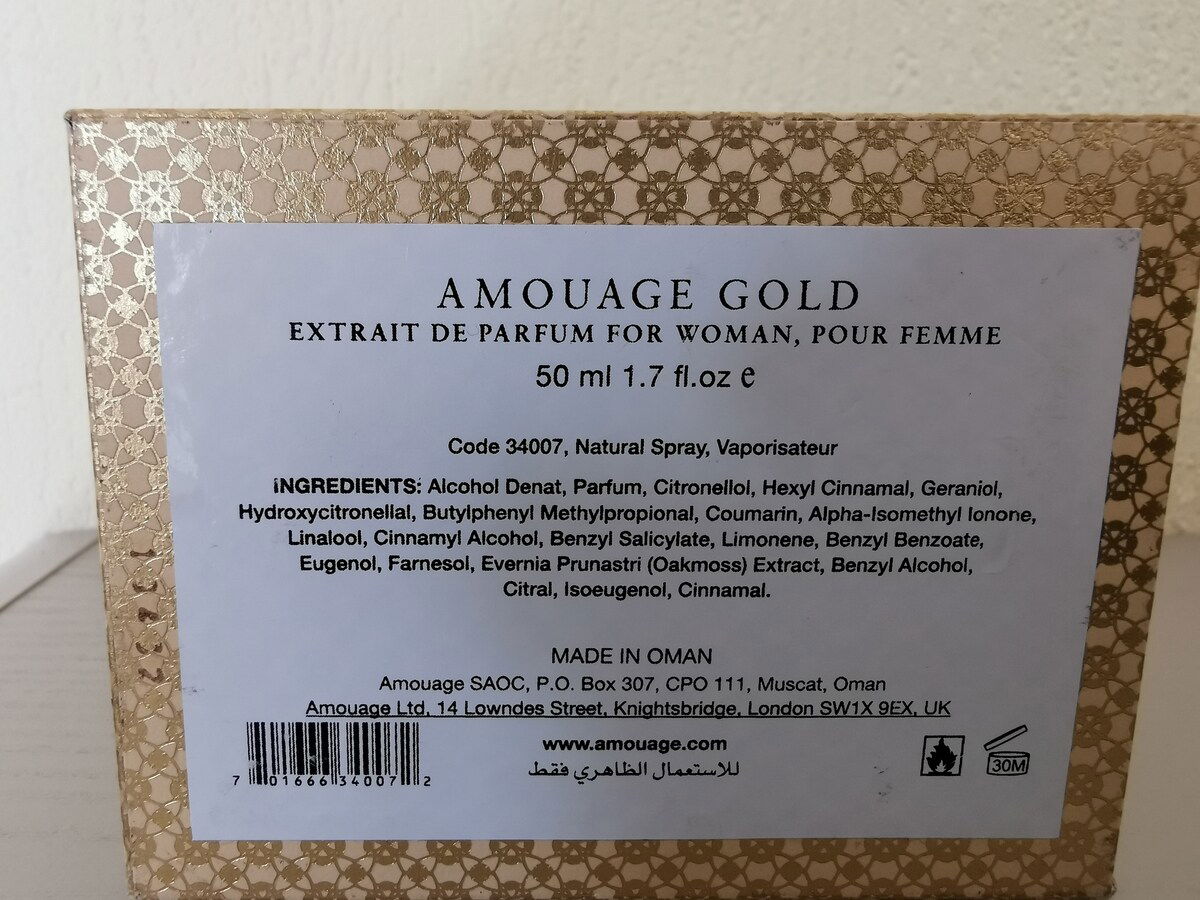 AMOUAGE GOLD
EXTRAIT DE PARFUM FOR WOMAN, POUR FEMME
50 ml 1.7 fl.oz e
Code 34007, Natural Spray, Vaporisateur
INGREDIENTS: Alcohol Denat, Parfum, Citronellol, Hexyl Cinnamal, Geraniol,
Hydroxycitronellal, Butylphenyl Methylpropional, Coumarin, Alpha-Isomethyl Ionone,
Linalool, Cinnamyl Alcohol, Benzyl Salicylate, Limonene, Benzyl Benzoate,
Eugenol, Farnesol, Evernia Prunastri (Oakmoss) Extract, Benzyl Alcohol,
Citral, Isoeugenol, Cinnamal.
MADE IN OMAN
Amouage SAOC, P.O. Box 307, CPO 111, Muscat, Oman
Amouage Ltd, 14 Lowndes Street, Knightsbridge, London SW1X 9EX, UK
www.amouage.com
للاستعمال الظاهري فقط
7 01666 34007 2
30M